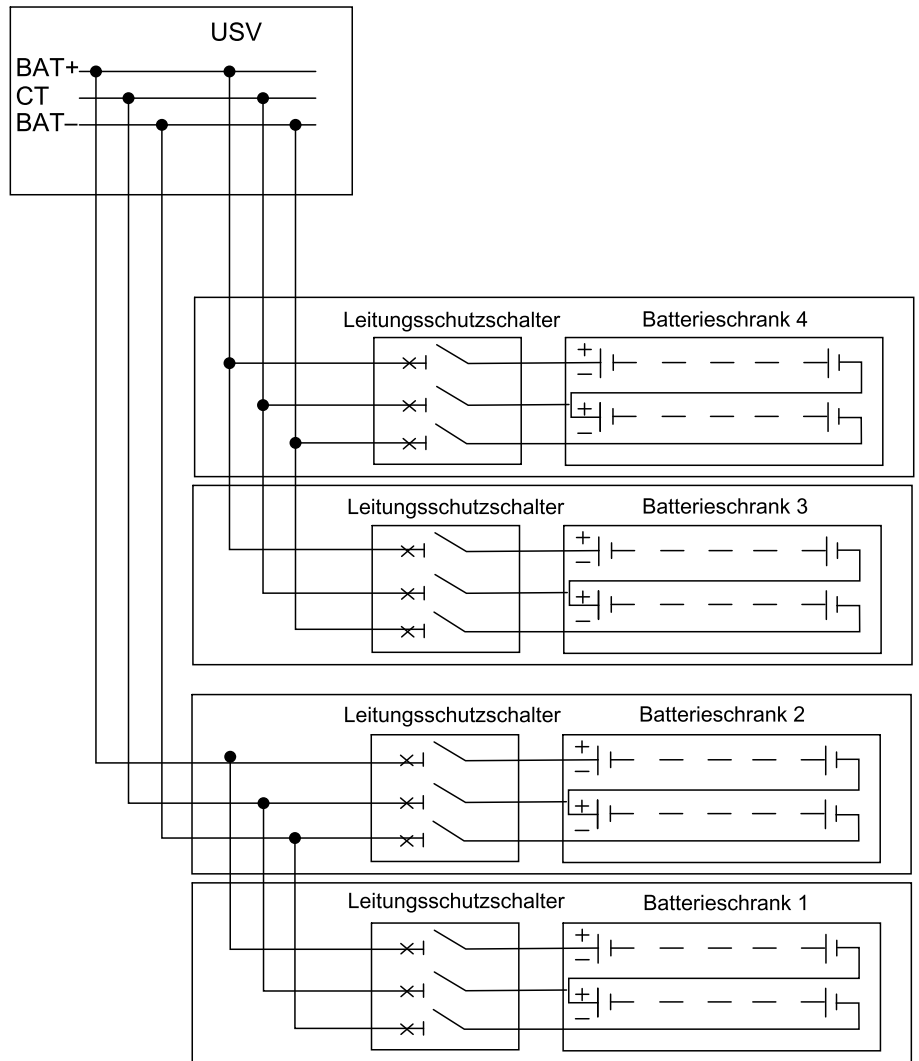 USV
BAT+
CT
BAT–
Leitungsschutzschalter Batterieschrank 4
+
–
+
–
Leitungsschutzschalter Batterieschrank 3
+
–
+
–
Leitungsschutzschalter Batterieschrank 2
+
–
+
–
Leitungsschutzschalter Batterieschrank 1
+
–
+
–